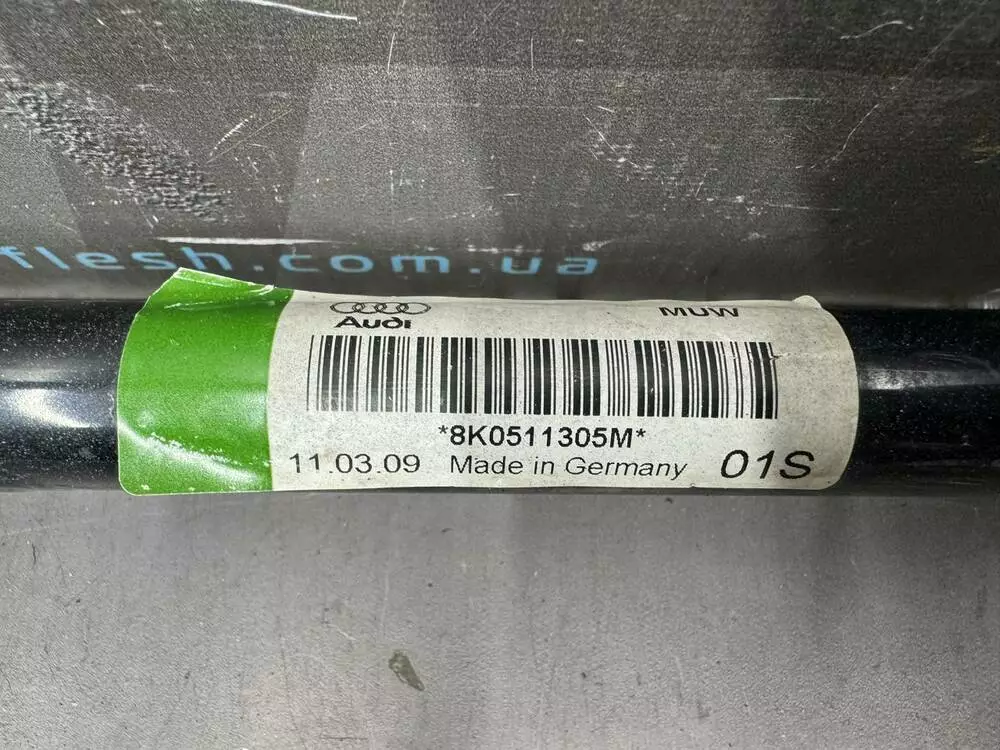 flesh.com.ua
Audi
MUW
*8K0511305M*
11.03.09 Made in Germany 01S